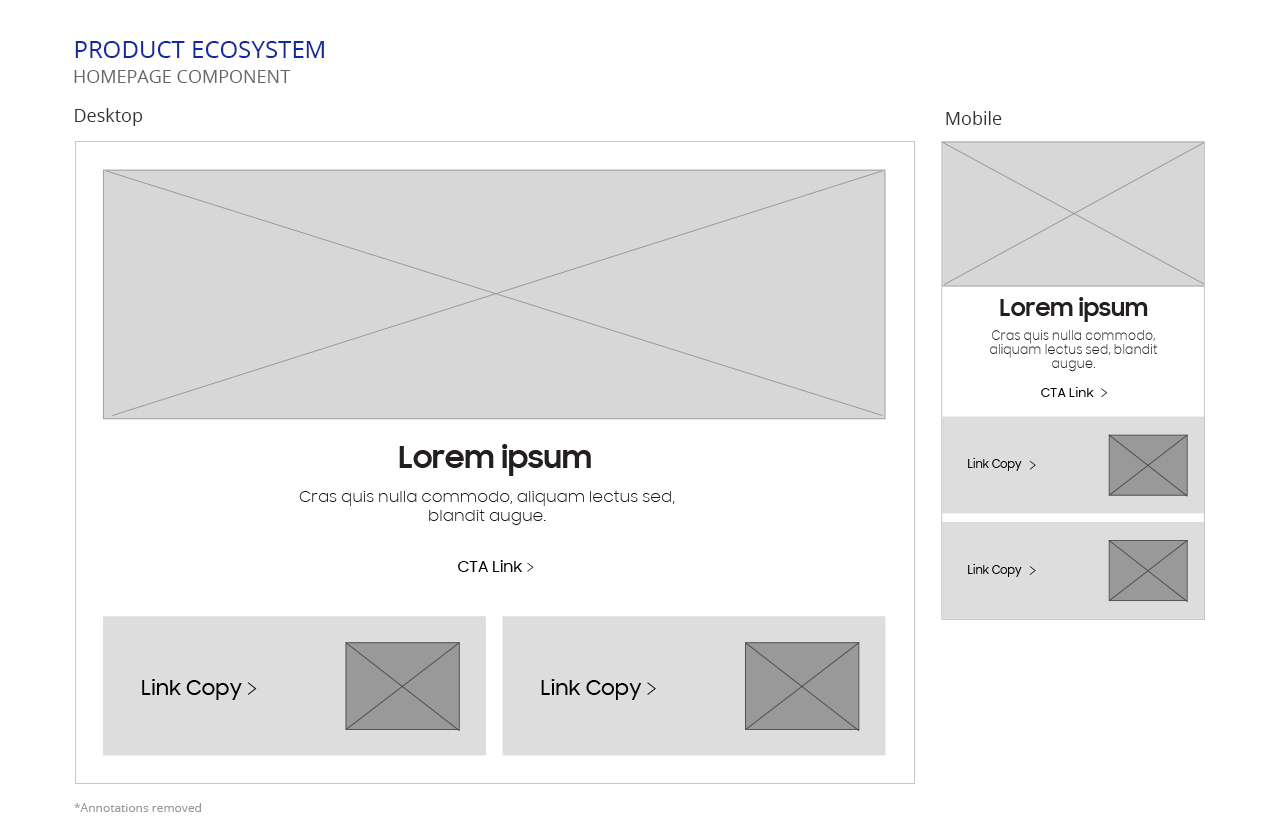 PRODUCT ECOSYSTEM
HOMEPAGE COMPONENT
Desktop
Lorem ipsum
Cras quis nulla commodo, aliquam lectus sed,
blandit augue.
CTA Link >
Link Copy >
Link Copy >
Mobile
Lorem ipsum
Cras quis nulla commodo,
aliquam lectus sed, blandit
augue.
CTA Link >
Link Copy >
Link Copy >
*Annotations removed